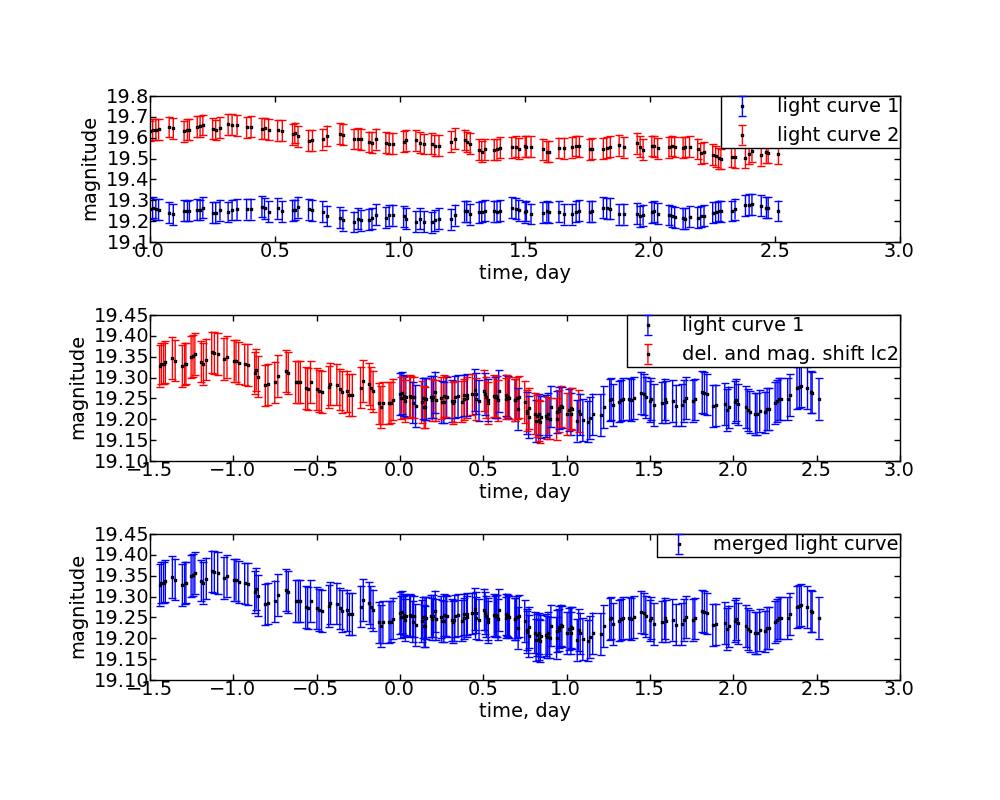 19.8
19.7
19.6
19.5
19.4
19.3
19.2
19.1
magnitude
light curve 1
light curve 2
0.0 0.5 1.0 1.5 2.0 2.5 3.0
time, day
19.45
19.40
19.35
19.30
19.25
19.20
19.15
19.10
magnitude
light curve 1
del. and mag. shift lc2
−1.5 −1.0 −0.5 0.0 0.5 1.0 1.5 2.0 2.5 3.0
time, day
19.45
19.40
19.35
19.30
19.25
19.20
19.15
19.10
magnitude
merged light curve
−1.5 −1.0 −0.5 0.0 0.5 1.0 1.5 2.0 2.5 3.0
time, day